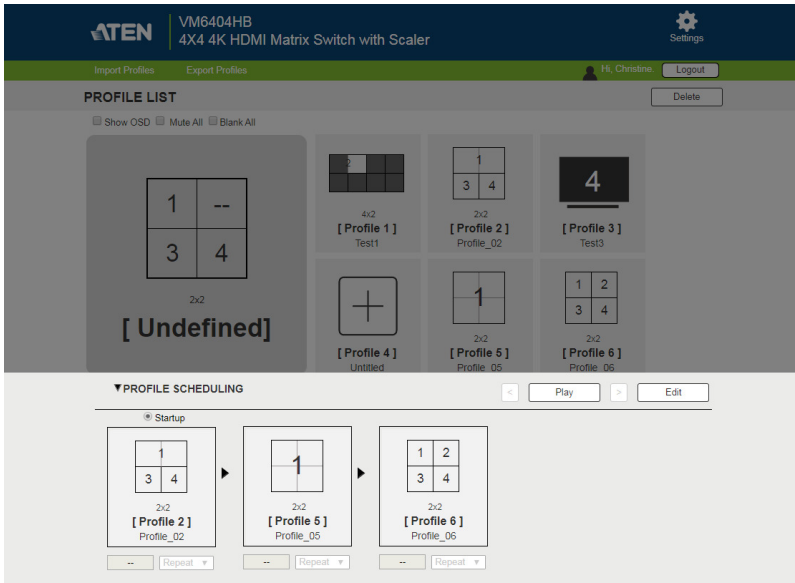 ATEN
VM6404HB
4X4 4K HDMI Matrix Switch with Scaler
Settings
Import Profiles Export Profiles
Hi, Christine. Logout
PROFILE LIST
Delete
Show OSD Mute All Blank All
1 --
3 4
2x2
[ Undefined]
2
4x2
[ Profile 1 ]
Test1
1
3 4
2x2
[ Profile 2 ]
Profile_02
4
[ Profile 3 ]
Test3
[ Profile 4 ]
Untitled
1
2x2
[ Profile 5 ]
Profile_05
1 2
3 4
2x2
[ Profile 6 ]
Profile_06
▼PROFILE SCHEDULING
< Play > Edit
Startup
1
3 4
2x2
[ Profile 2 ]
Profile_02
-- Repeat ▼
1
2x2
[ Profile 5 ]
Profile_05
-- Repeat ▼
1 2
3 4
2x2
[ Profile 6 ]
Profile_06
-- Repeat ▼